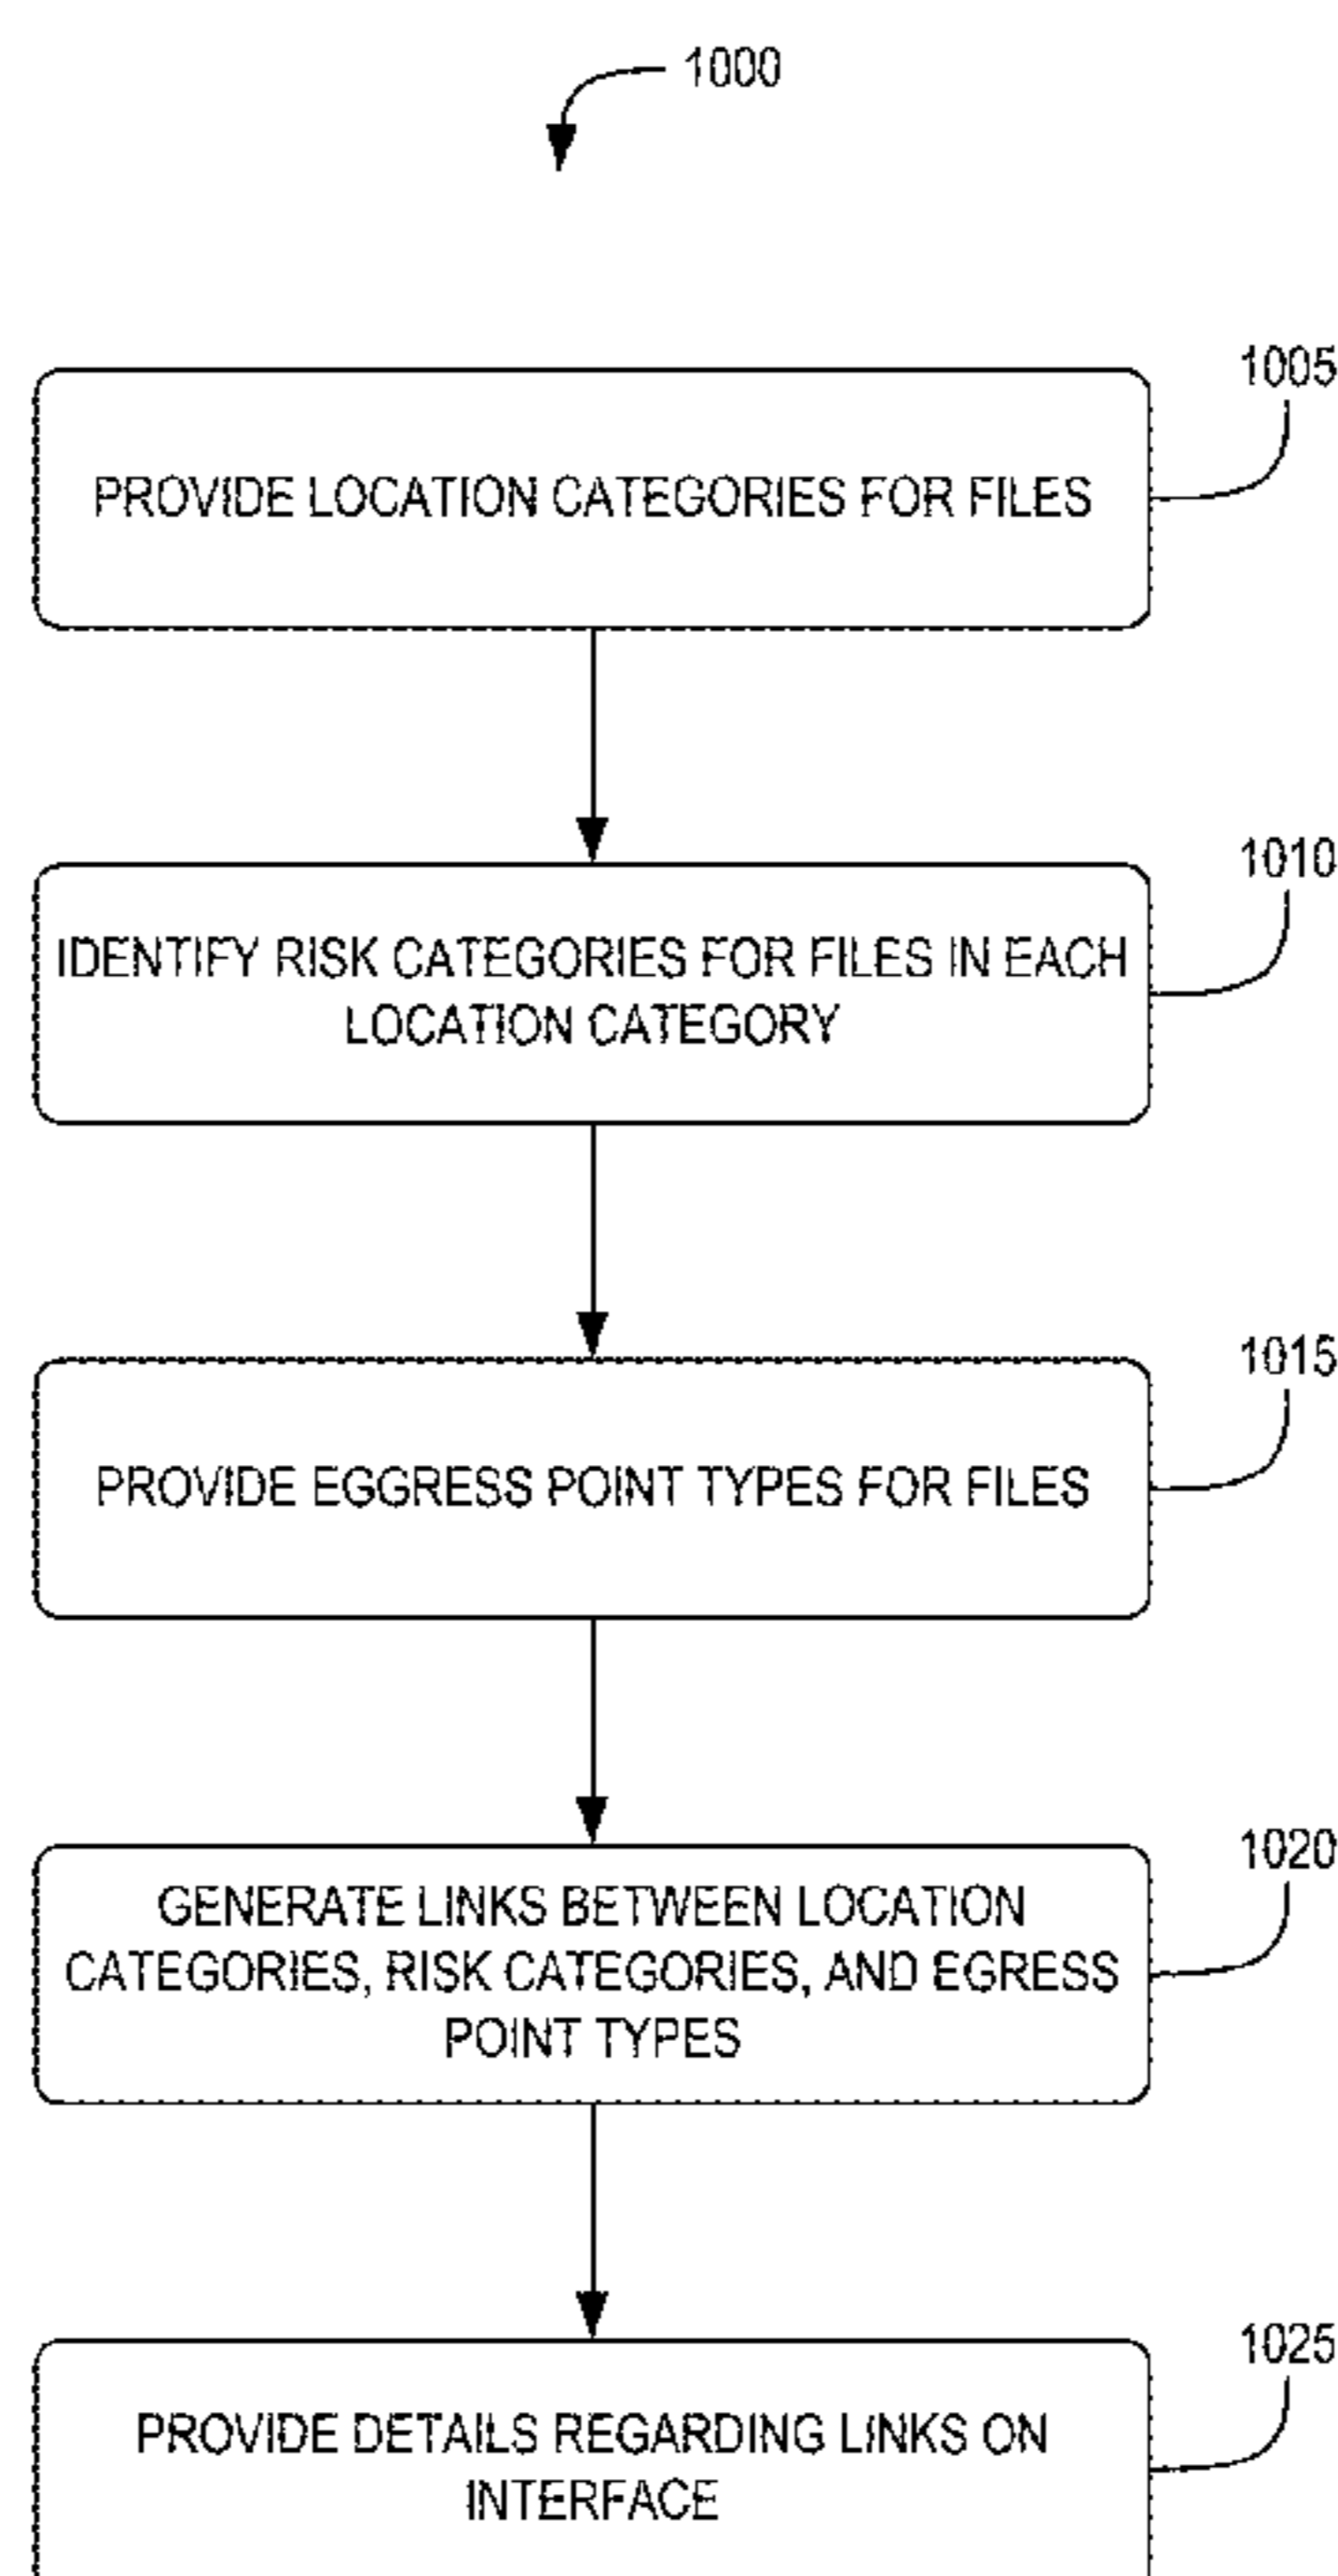 1000
1005
PROVIDE LOCATION CATEGORIES FOR FILES
1010
IDENTIFY RISK CATEGORIES FOR FILES IN EACH
LOCATION CATEGORY
1015
PROVIDE EGGRESS POINT TYPES FOR FILES
1020
GENERATE LINKS BETWEEN LOCATION
CATEGORIES, RISK CATEGORIES, AND EGRESS
POINT TYPES
1025
PROVIDE DETAILS REGARDING LINKS ON
INTERFACE